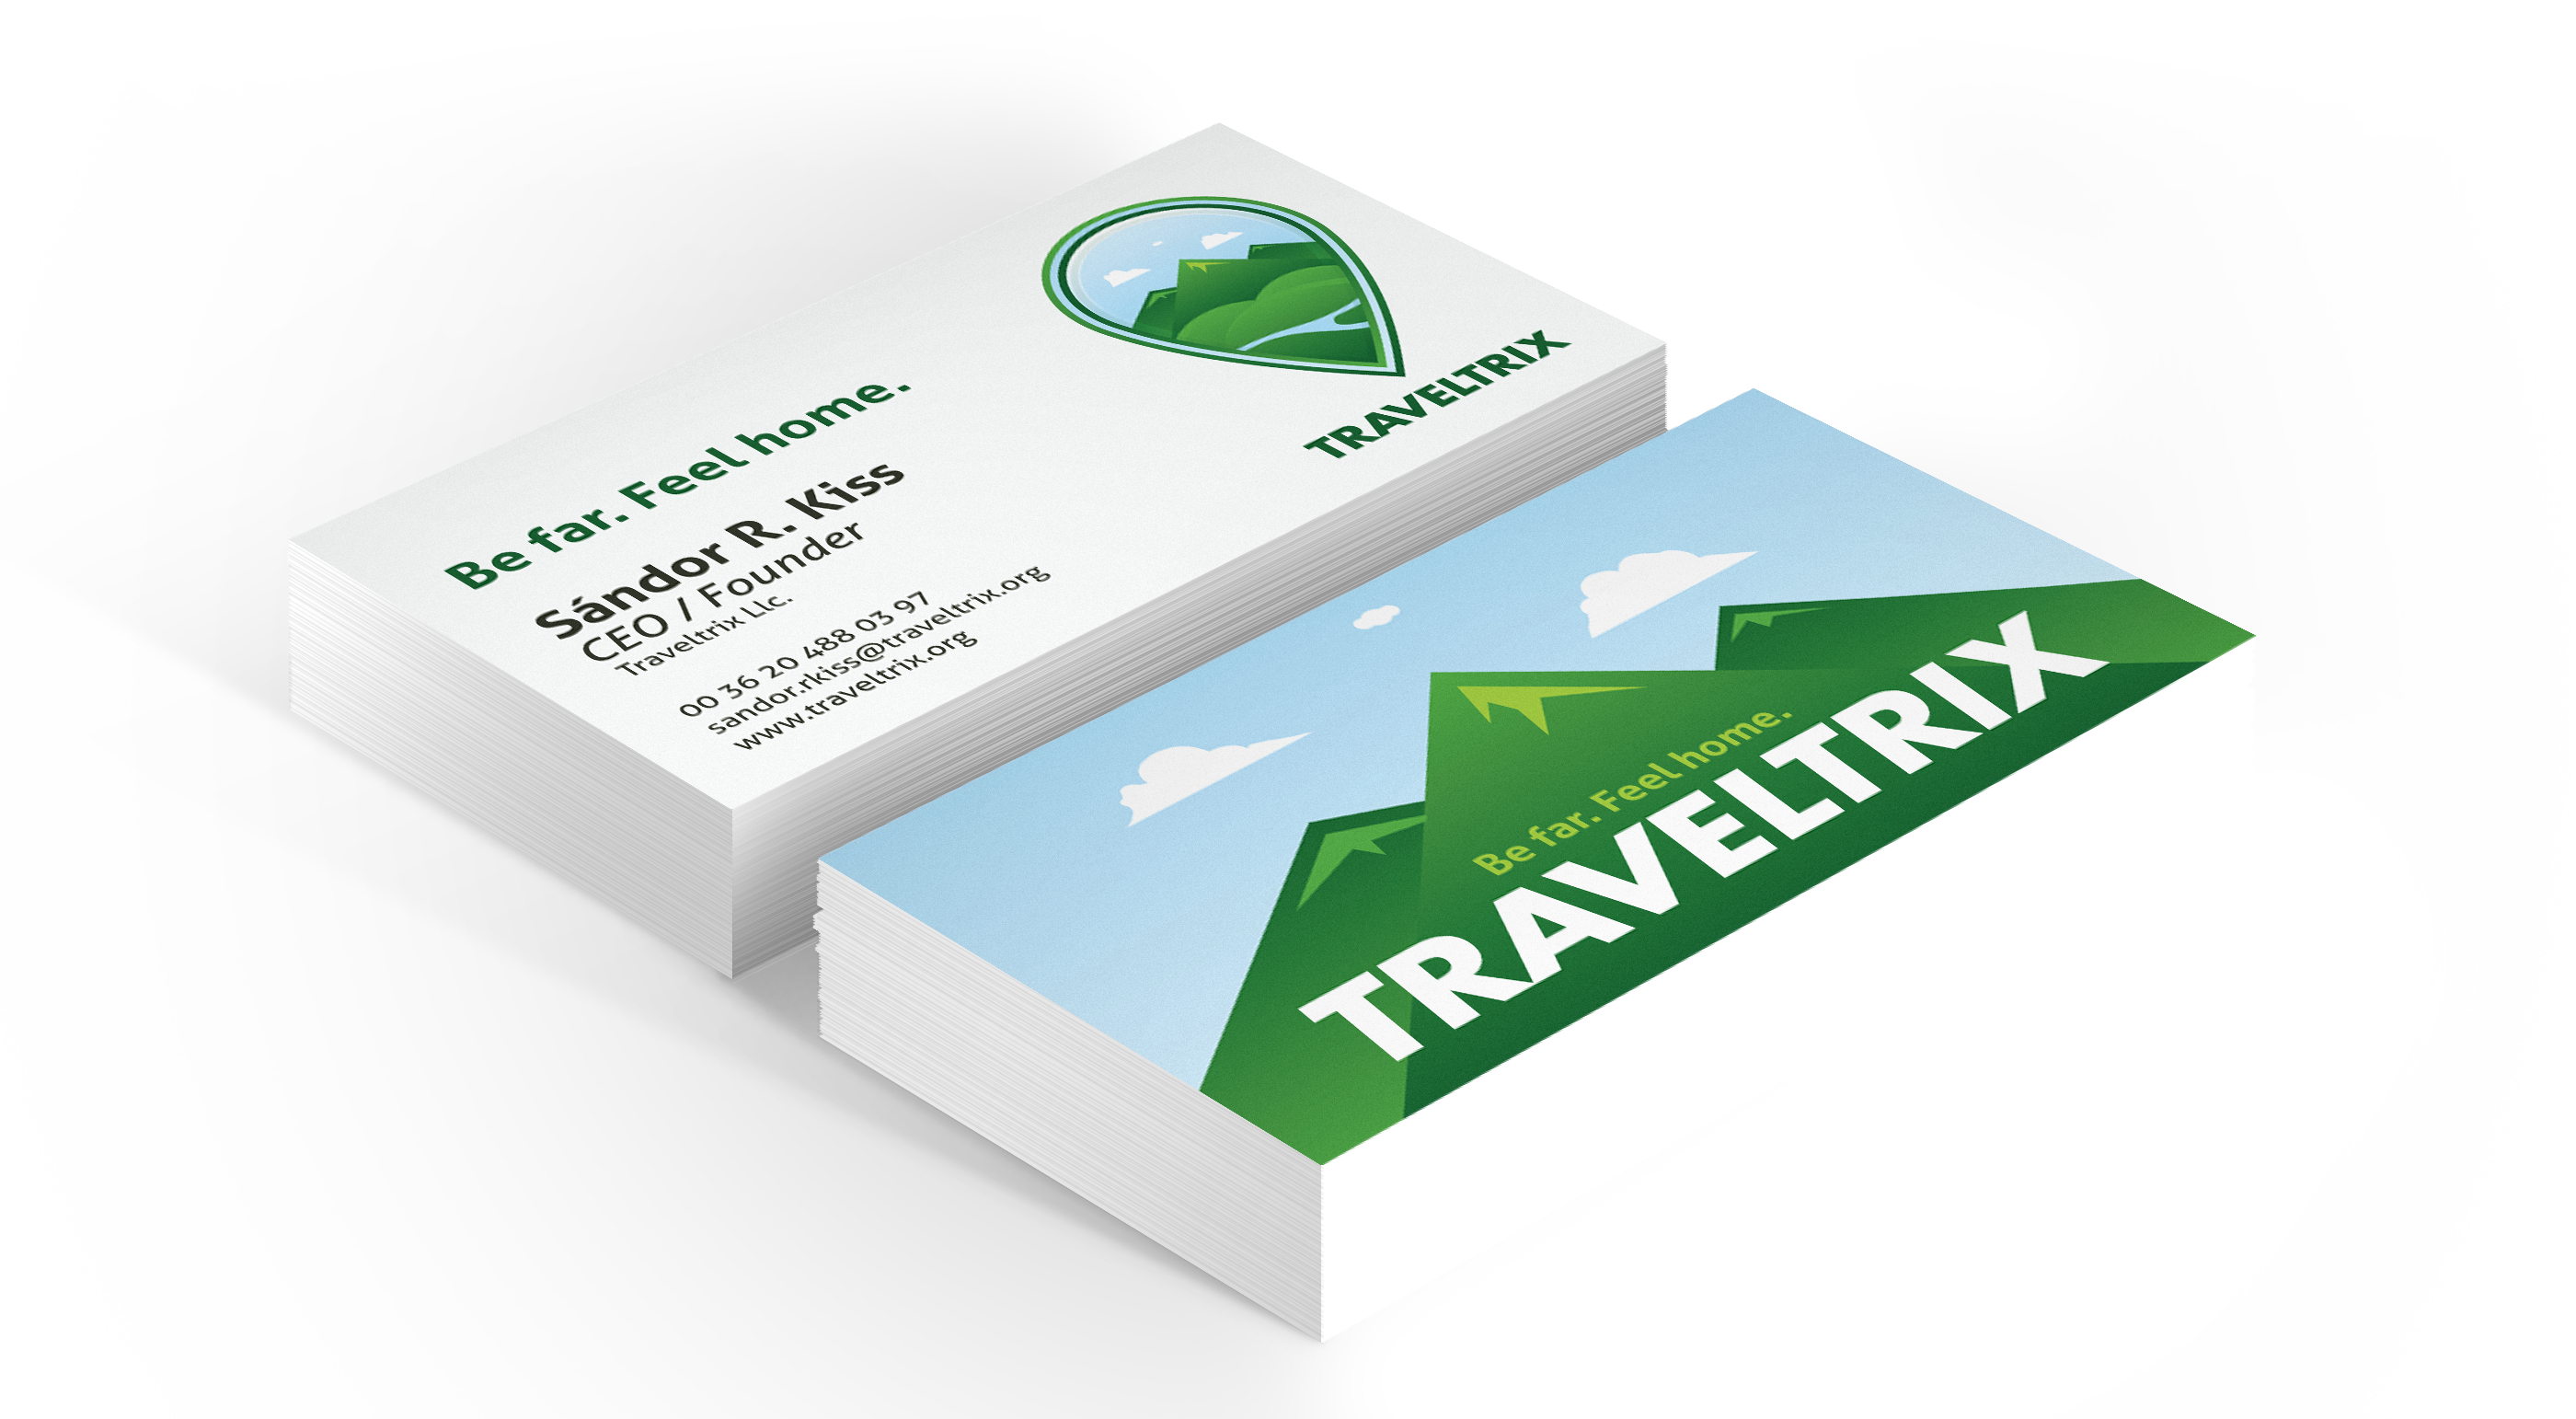 Be far. Feel home.
Sándor R. Kiss
CEO / Founder
Traveltrix Llc.
00 36 20 488 03 97
sandor.rkiss@traveltrix.org
www.traveltrix.org
TRAVELTRIX
Be far. Feel home.
TRAVELTRIX